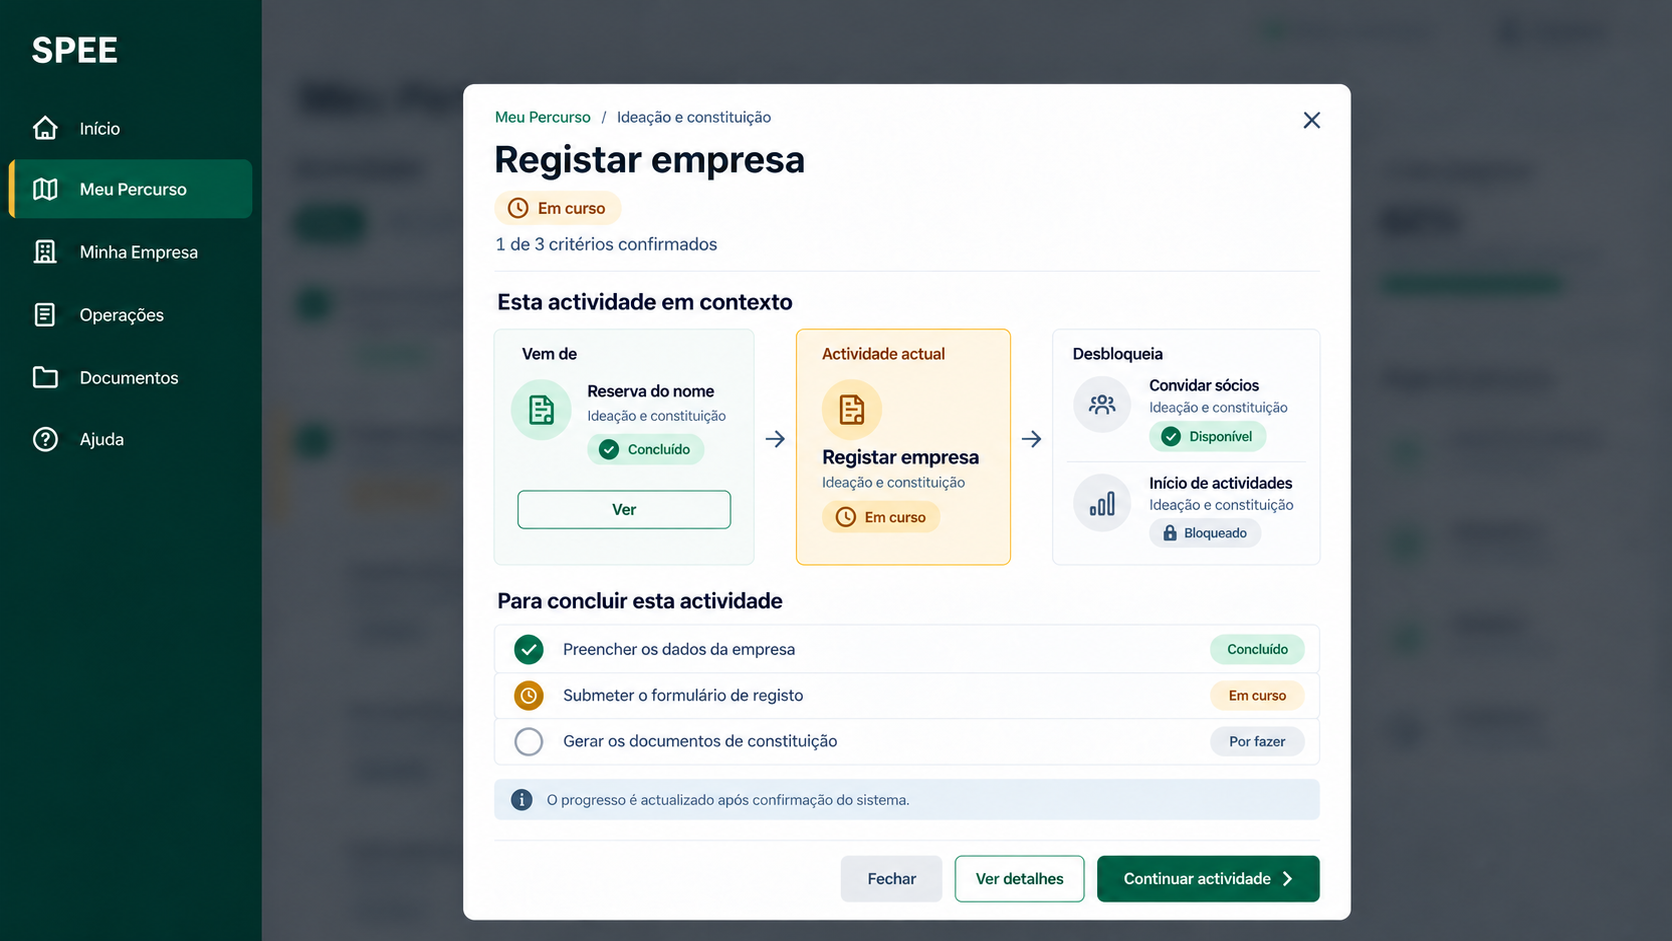 SPEE
Início
Meu Percurso
Minha Empresa
Operações
Documentos
Ajuda
Meu Percurso / Ideação e constituição
Registar empresa
Em curso
1 de 3 critérios confirmados
Esta actividade em contexto
Vem de
Reserva do nome
Ideação e constituição
Concluído
Ver
Actividade actual
Registar empresa
Ideação e constituição
Em curso
Desbloqueia
Convidar sócios
Ideação e constituição
Disponível
Início de actividades
Ideação e constituição
Bloqueado
Para concluir esta actividade
Preencher os dados da empresa
Concluído
Submeter o formulário de registo
Em curso
Gerar os documentos de constituição
Por fazer
O progresso é actualizado após confirmação do sistema.
Fechar
Ver detalhes
Continuar actividade